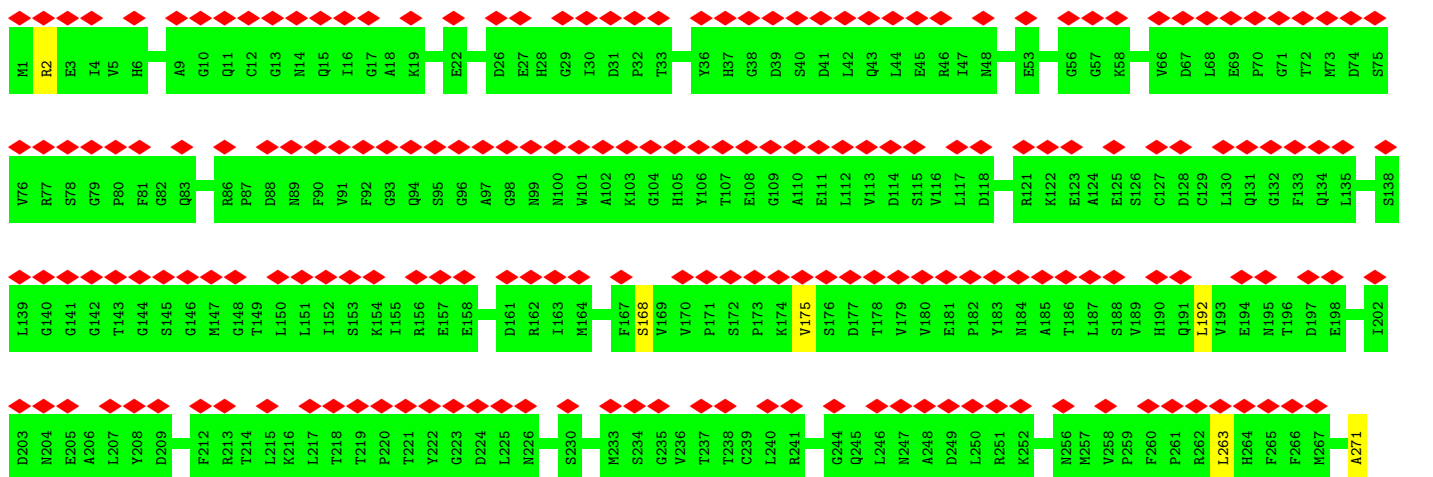 M1 R2 E3 I4 V5 H6 A9 G10 Q11 C12 G13 N14 Q15 I16 G17 A18 K19 E22 D26 E27 H28 G29 I30 D31 P32 T33 Y36 H37 G38 D39 S40 D41 L42 Q43 L44 E45 R46 I47 N48 E53 G56 G57 K58 V66 D67 L68 E69 P70 G71 T72 M73 D74 S75
V76 R77 S78 G79 P80 F81 G82 Q83 R86 P87 D88 N89 F90 V91 F92 G93 Q94 S95 G96 A97 G98 N99 N100 W101 A102 K103 G104 H105 Y106 T107 E108 G109 A110 E111 L112 V113 D114 S115 V116 L117 D118 R121 K122 E123 A124 E125 S126 C127 D128 C129 L130 Q131 G132 F133 Q134 L135 S138
L139 G140 G141 G142 T143 G144 S145 G146 M147 G148 T149 L150 L151 I152 S153 K154 I155 R156 E157 E158 D161 R162 I163 M164 F167 S168 V169 V170 P171 S172 P173 K174 V175 S176 D177 T178 V179 V180 E181 P182 Y183 N184 A185 T186 L187 S188 V189 H190 Q191 L192 V193 E194 N195 T196 D197 E198 I202
D203 N204 E205 A206 L207 Y208 D209 F212 R213 T214 L215 K216 L217 T218 T219 P220 T221 Y222 G223 D224 L225 N226 S230 M233 S234 G235 V236 T237 T238 C239 L240 R241 G244 Q245 L246 N247 A248 D249 L250 R251 K252 N256 M257 V258 P259 F260 P261 R262 L263 H264 F265 F266 M267 A271